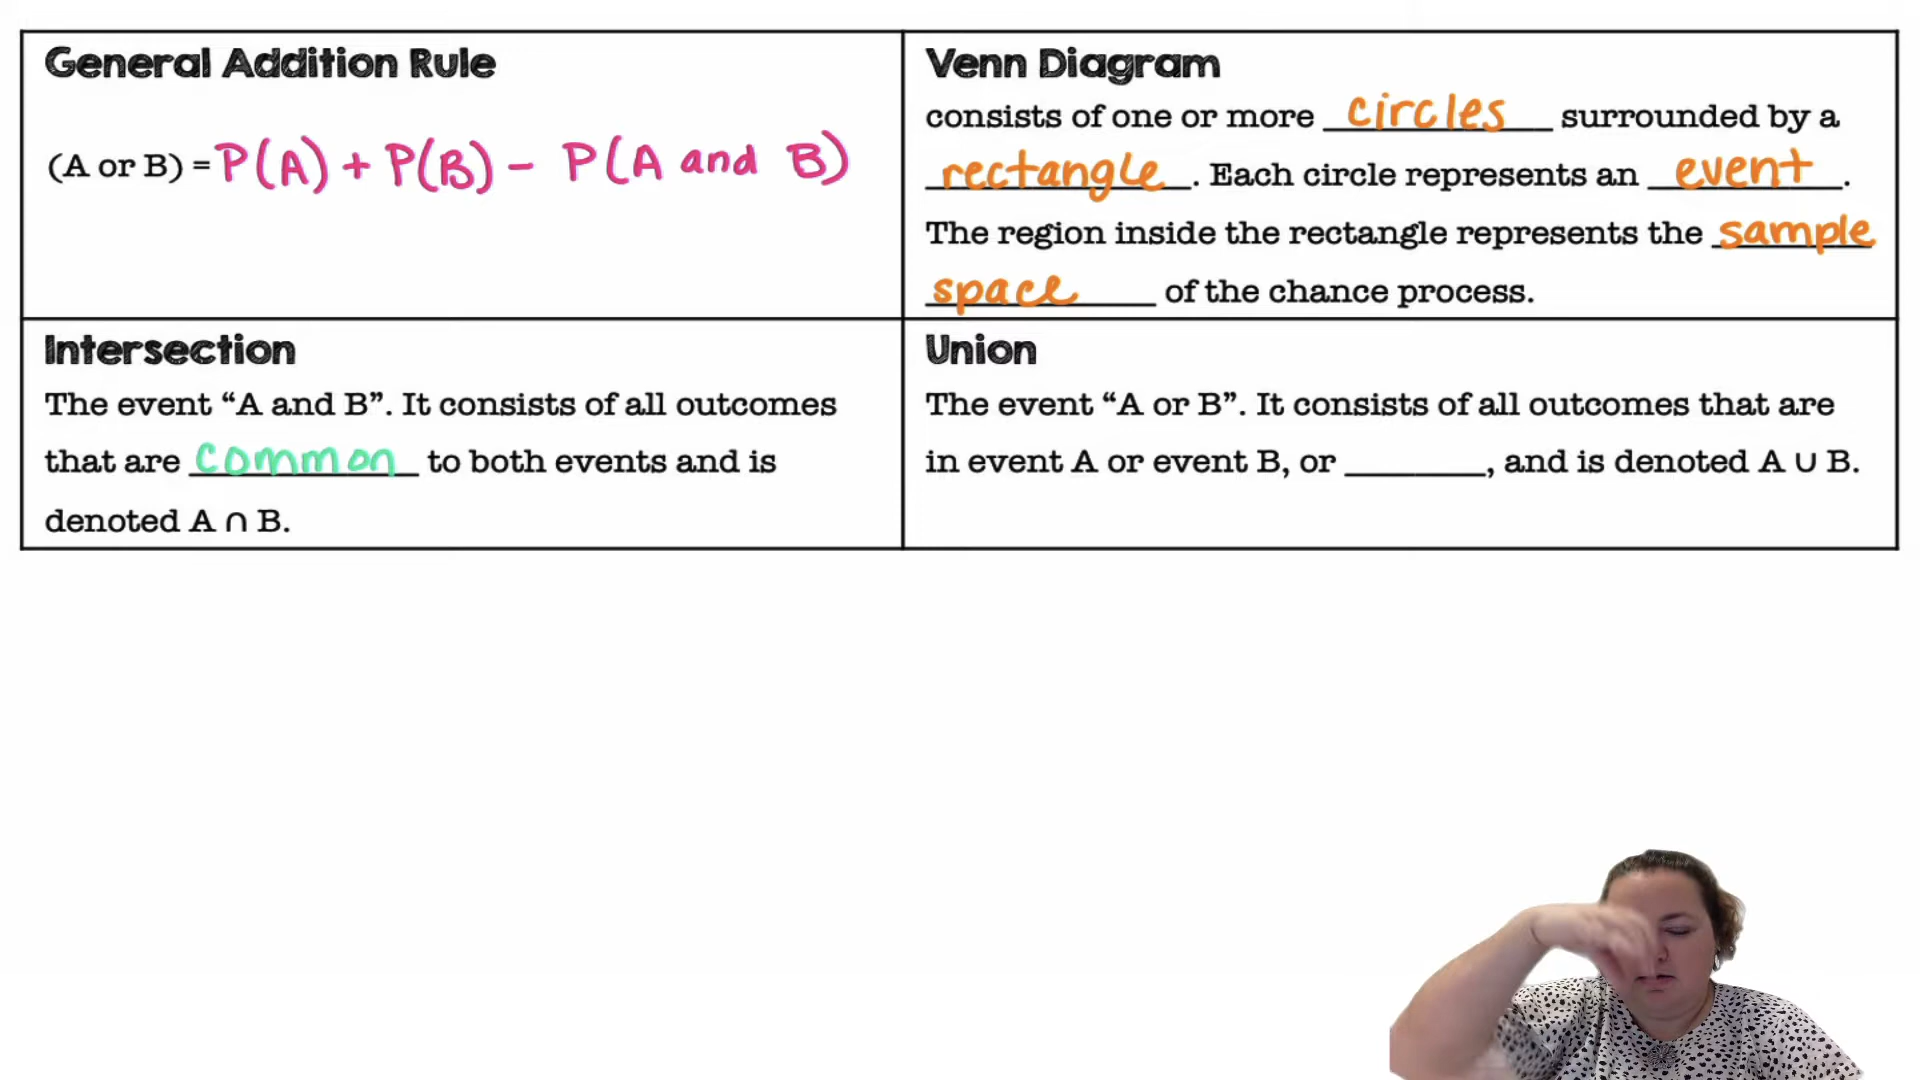 General Addition Rule
(A or B) = P(A) + P(B) - P(A and B)
Venn Diagram
consists of one or more circles surrounded by a
rectangle. Each circle represents an event.
The region inside the rectangle represents the sample
space of the chance process.
Intersection
The event “A and B”. It consists of all outcomes
that are common to both events and is
denoted A ∩ B.
Union
The event “A or B”. It consists of all outcomes that are
in event A or event B, or ________, and is denoted A ∪ B.